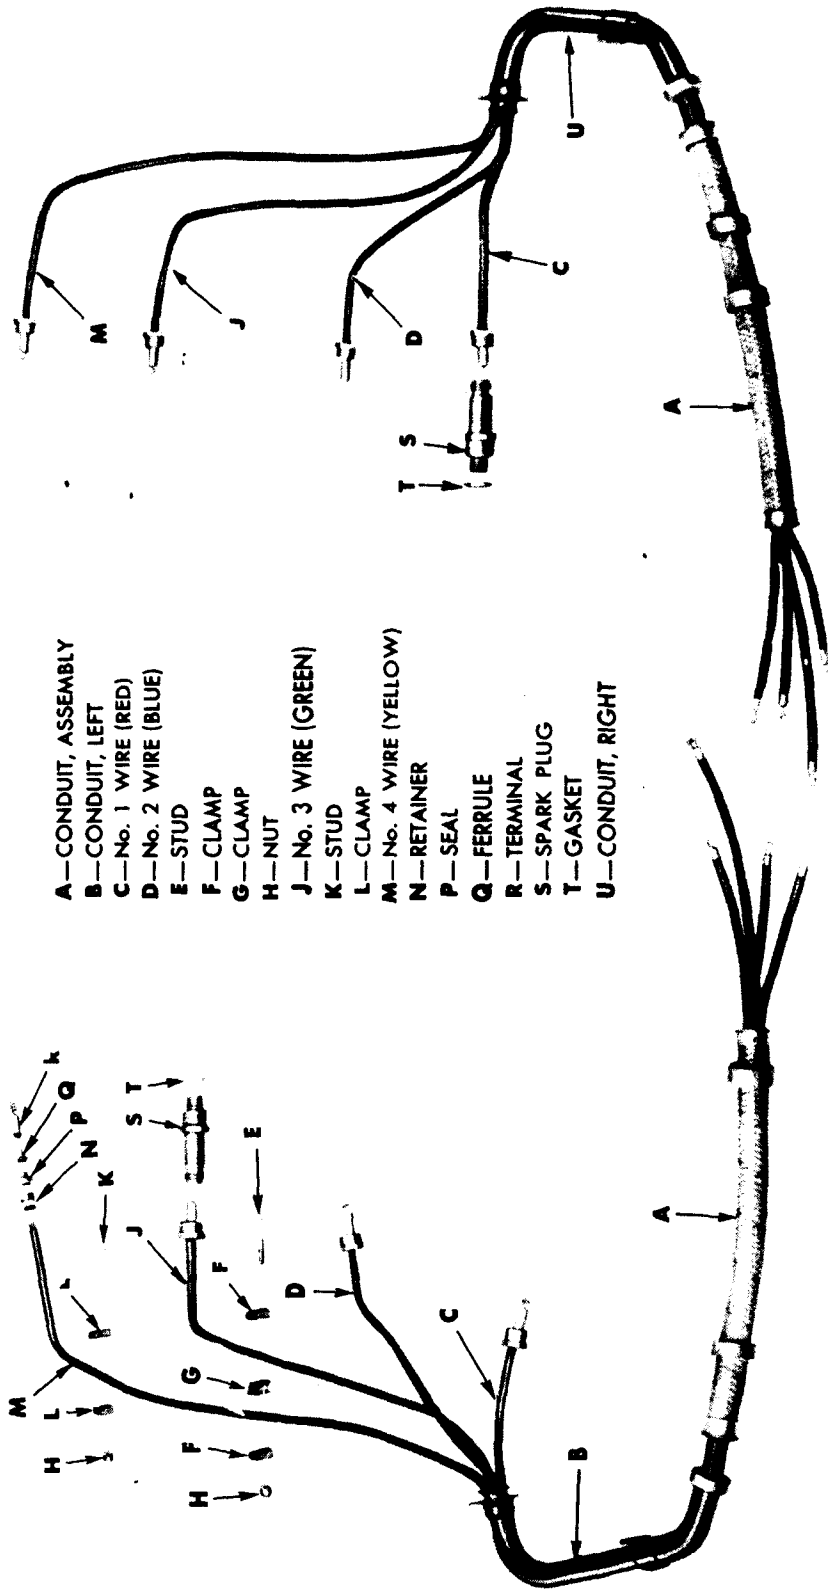 A—CONDUIT, ASSEMBLY
B—CONDUIT, LEFT
C—No. 1 WIRE (RED)
D—No. 2 WIRE (BLUE)
E—STUD
F—CLAMP
G—CLAMP
H—NUT
J—No. 3 WIRE (GREEN)
K—STUD
L—CLAMP
M—No. 4 WIRE (YELLOW)
N—RETAINER
P—SEAL
Q—FERRULE
R—TERMINAL
S—SPARK PLUG
T—GASKET
U—CONDUIT, RIGHT
M
L
H
K
N
P
Q
k
H
F
G
F
E
J
S
T
D
C
B
A
M
J
D
T
S
C
U
A